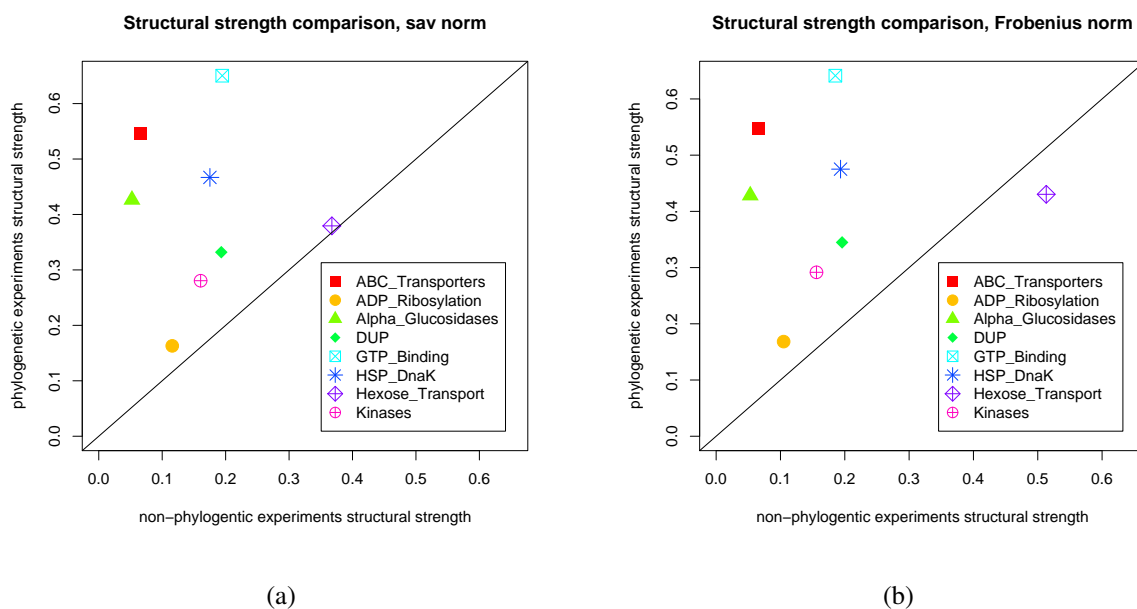 Structural strength comparison, sav norm
phylogenetic experiments structural strength
0.6
0.5
0.4
0.3
0.2
0.1
0.0
ABC_Transporters
ADP_Ribosylation
Alpha_Glucosidases
DUP
GTP_Binding
HSP_DnaK
Hexose_Transport
Kinases
0.0 0.1 0.2 0.3 0.4 0.5 0.6
non−phylogentic experiments structural strength
(a)
Structural strength comparison, Frobenius norm
phylogenetic experiments structural strength
0.6
0.5
0.4
0.3
0.2
0.1
0.0
ABC_Transporters
ADP_Ribosylation
Alpha_Glucosidases
DUP
GTP_Binding
HSP_DnaK
Hexose_Transport
Kinases
0.0 0.1 0.2 0.3 0.4 0.5 0.6
non−phylogentic experiments structural strength
(b)